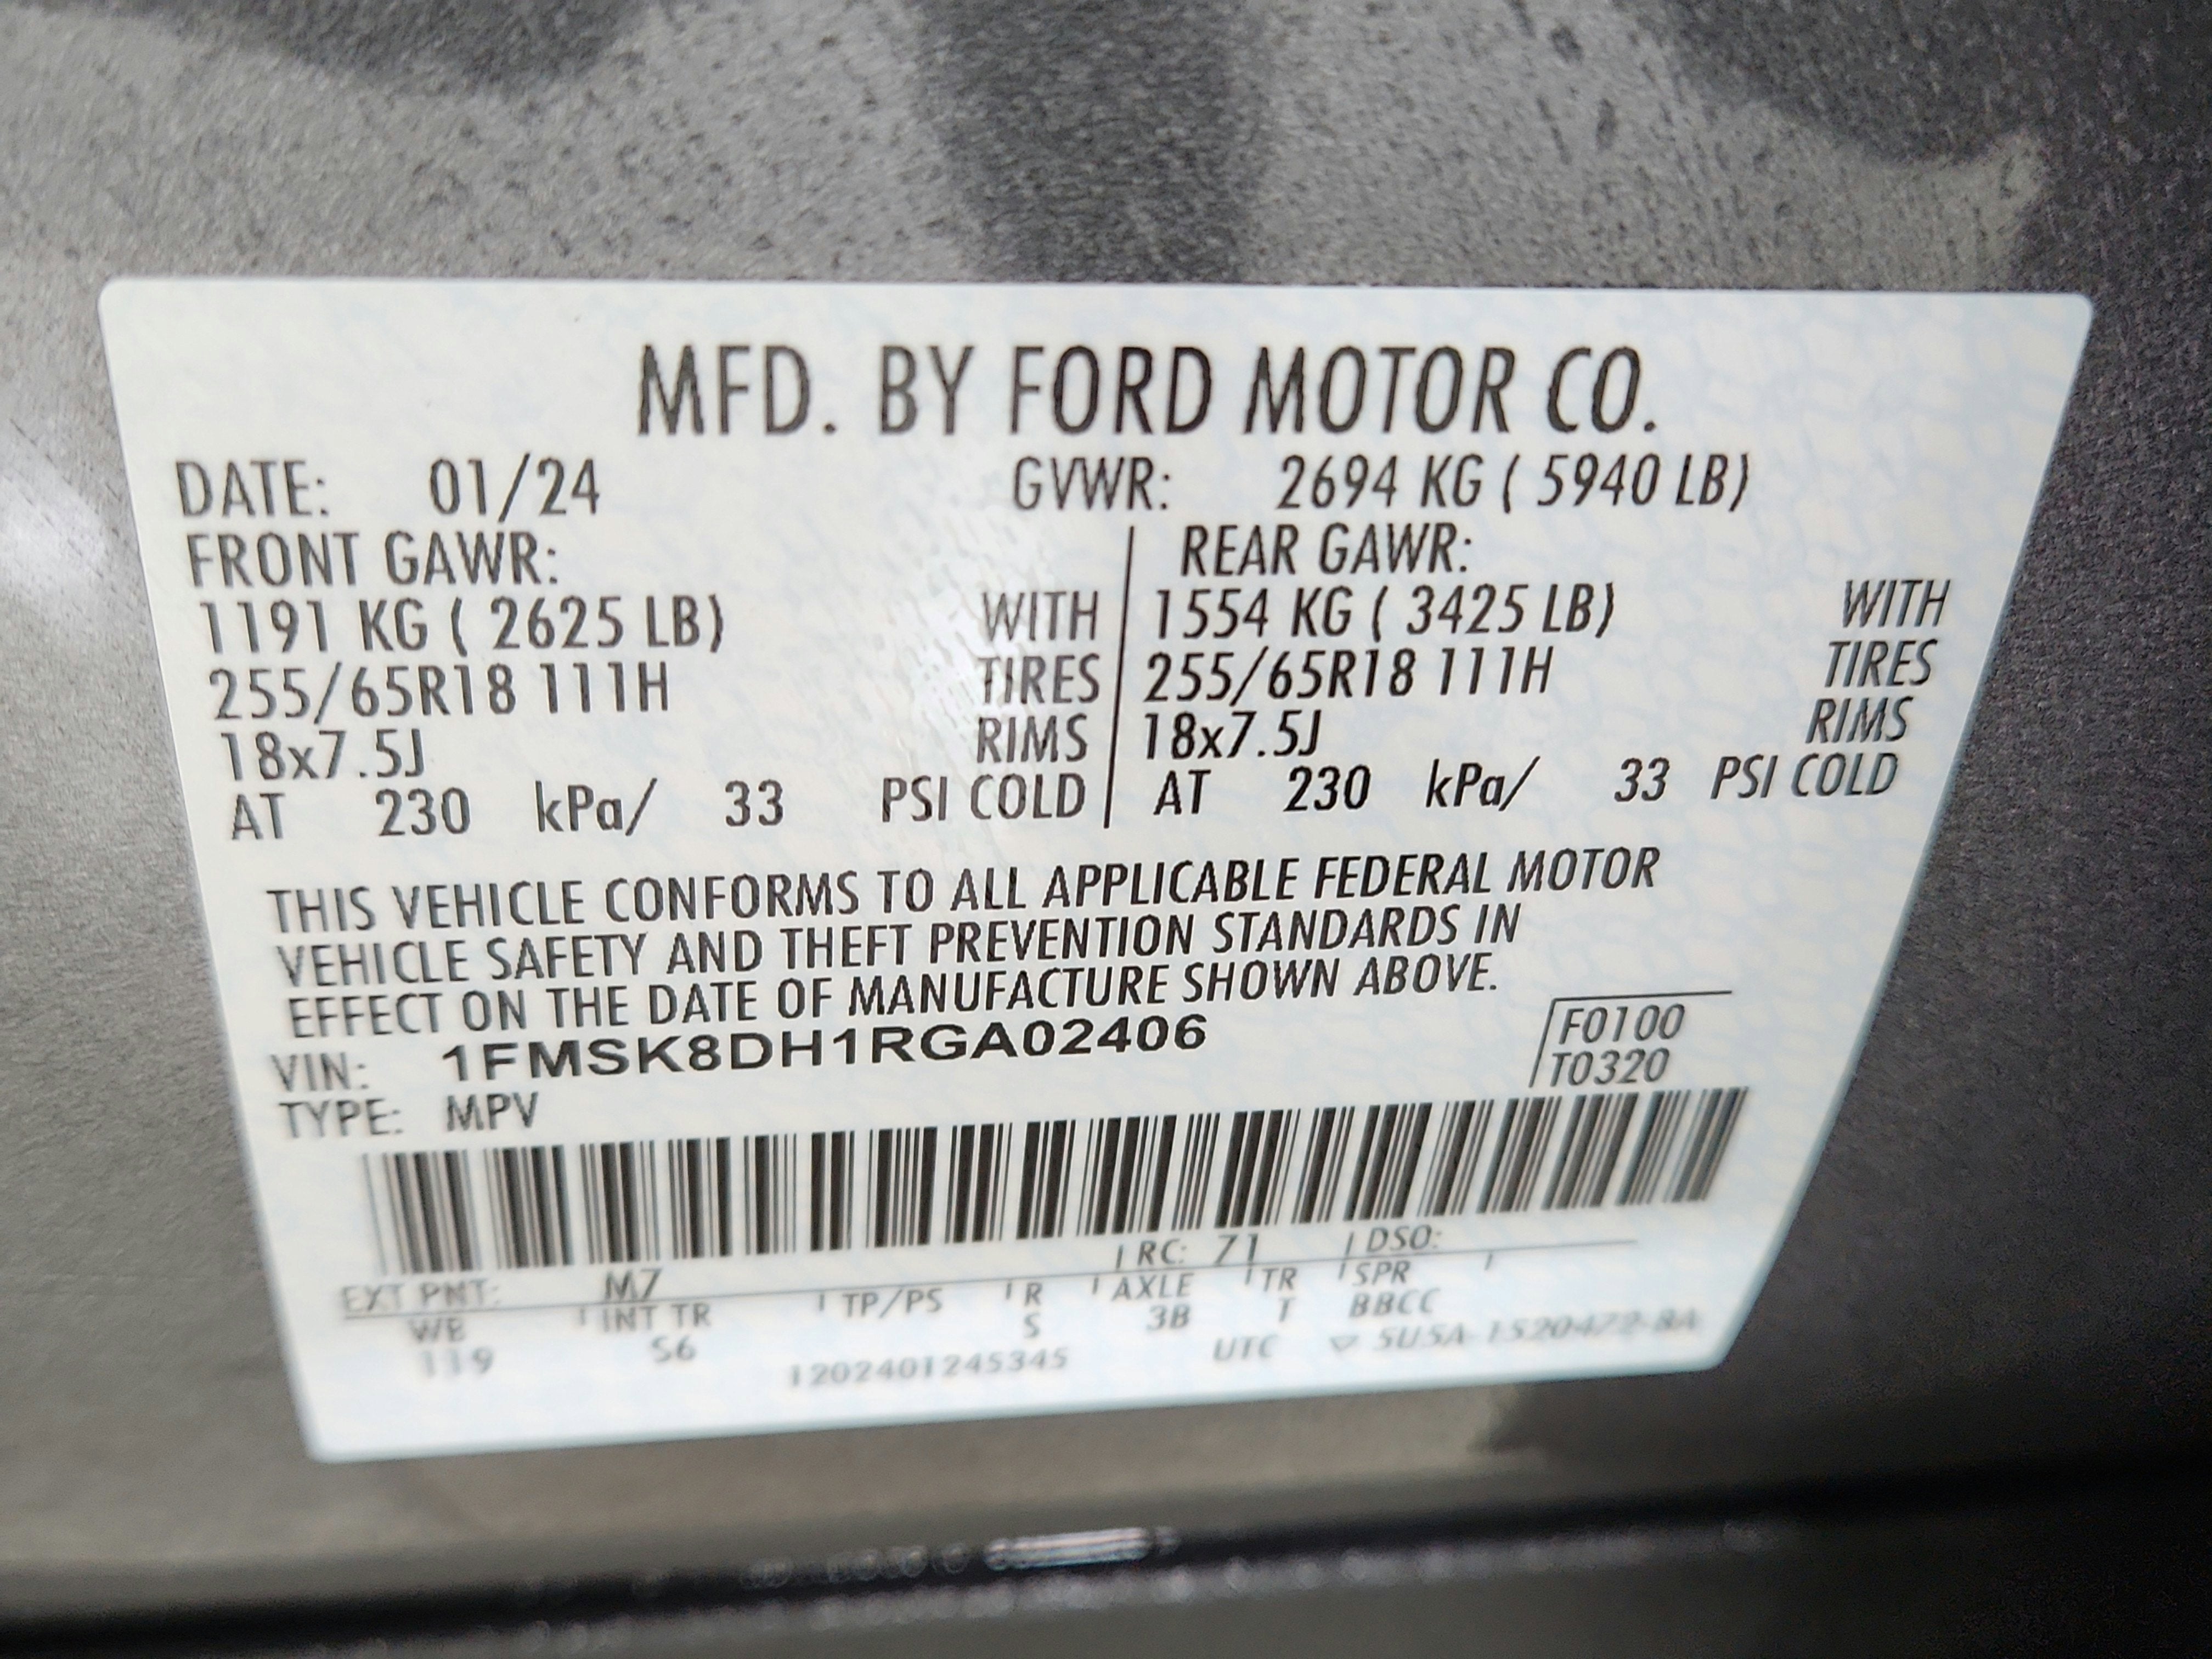 MFD. BY FORD MOTOR CO.
DATE: 01/24 GVWR: 2694 KG ( 5940 LB)
FRONT GAWR: REAR GAWR:
1191 KG ( 2625 LB) WITH 1554 KG ( 3425 LB) WITH
255/65R18 111H TIRES 255/65R18 111H TIRES
18x7.5J RIMS 18x7.5J RIMS
AT 230 kPa/ 33 PSI COLD AT 230 kPa/ 33 PSI COLD
THIS VEHICLE CONFORMS TO ALL APPLICABLE FEDERAL MOTOR
VEHICLE SAFETY AND THEFT PREVENTION STANDARDS IN
EFFECT ON THE DATE OF MANUFACTURE SHOWN ABOVE.
VIN: 1FMSK8DH1RGA02406 F0100
TYPE: MPV T0320
EXT PNT: M7 RC: 71 DSO:
WB INT TR TP/PS R AXLE TR SPR
119 S6 S 3B T BBCC
1202401245345 UTC